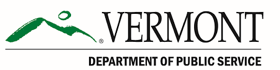 VERMONT
DEPARTMENT OF PUBLIC SERVICE